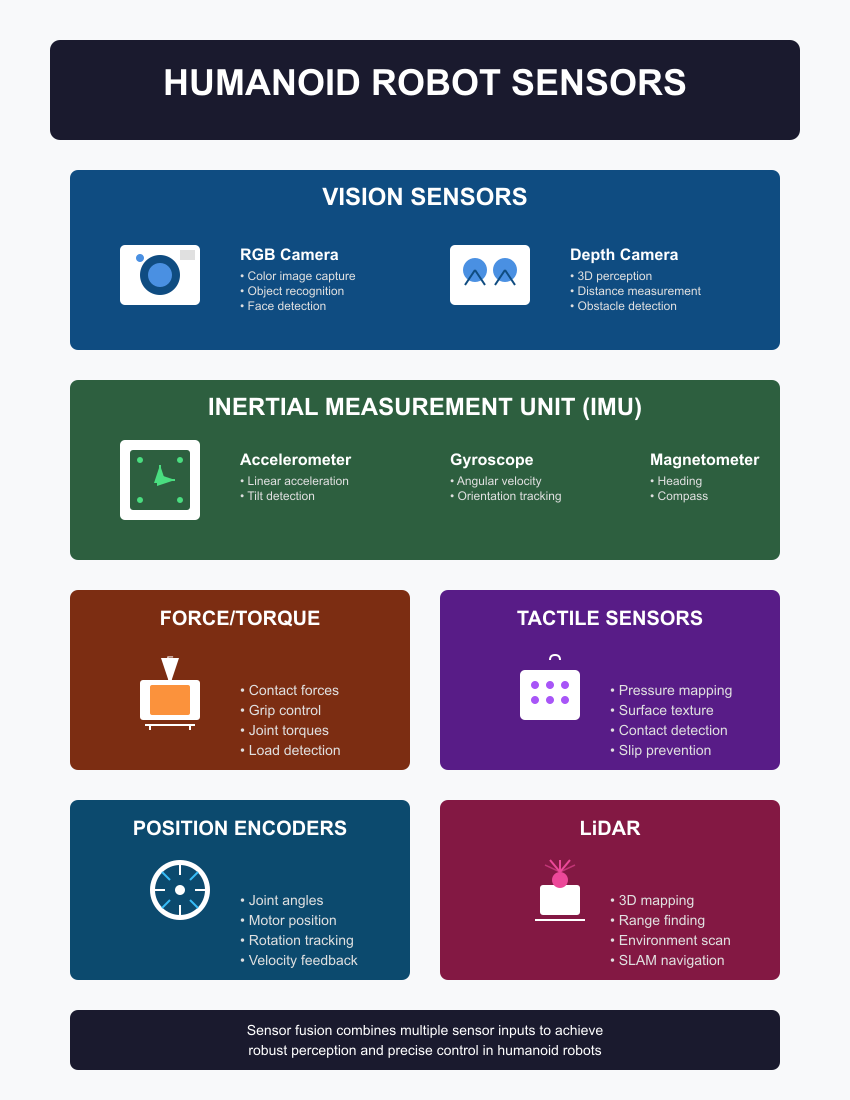 HUMANOID ROBOT SENSORS
VISION SENSORS
RGB Camera
• Color image capture
• Object recognition
• Face detection
Depth Camera
• 3D perception
• Distance measurement
• Obstacle detection
INERTIAL MEASUREMENT UNIT (IMU)
Accelerometer
• Linear acceleration
• Tilt detection
Gyroscope
• Angular velocity
• Orientation tracking
Magnetometer
• Heading
• Compass
FORCE/TORQUE
• Contact forces
• Grip control
• Joint torques
• Load detection
TACTILE SENSORS
• Pressure mapping
• Surface texture
• Contact detection
• Slip prevention
POSITION ENCODERS
• Joint angles
• Motor position
• Rotation tracking
• Velocity feedback
LiDAR
• 3D mapping
• Range finding
• Environment scan
• SLAM navigation
Sensor fusion combines multiple sensor inputs to achieve
robust perception and precise control in humanoid robots